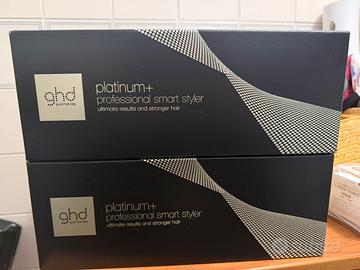 ghd
good hair day
platinum+
professional smart styler
ultimate results and stronger hair
ghd
good hair day
platinum+
professional smart styler
ultimate results and stronger hair